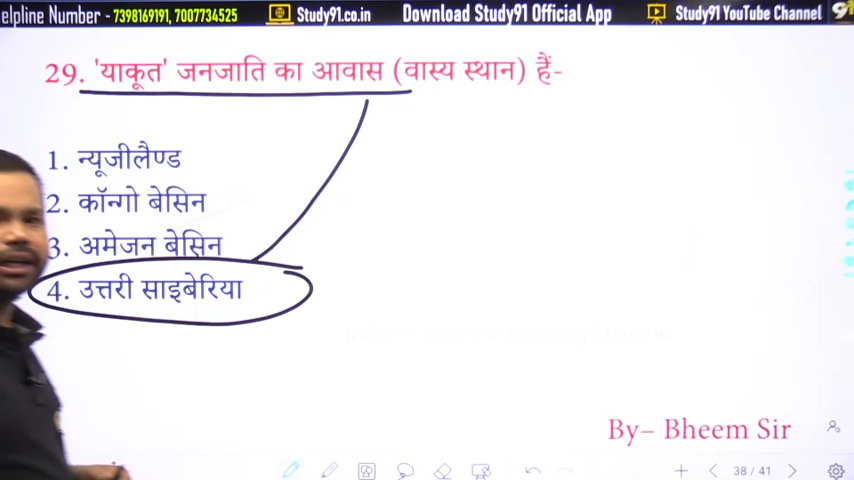 elpline Number - 7398169191, 7007734525 Study91.co.in Download Study91 Official App Study91 YouTube Channel 9
29. 'याकूत' जनजाति का आवास (वास्य स्थान) हैं-
1. न्यूजीलैण्ड
2. कॉन्गो बेसिन
3. अमेजन बेसिन
4. उत्तरी साइबेरिया
By– Bheem Sir
38 / 41